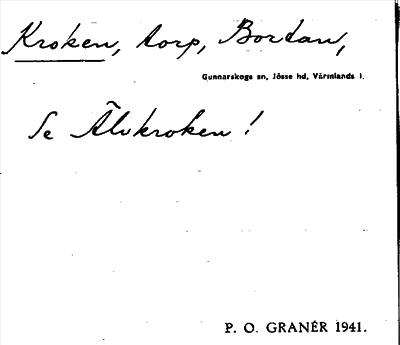 Kroken, torp, Bortan,
Gunnarskogs sn, Jösse hd, Värmlands l.
Se Älvkroken!
P. O. GRANÉR 1941.